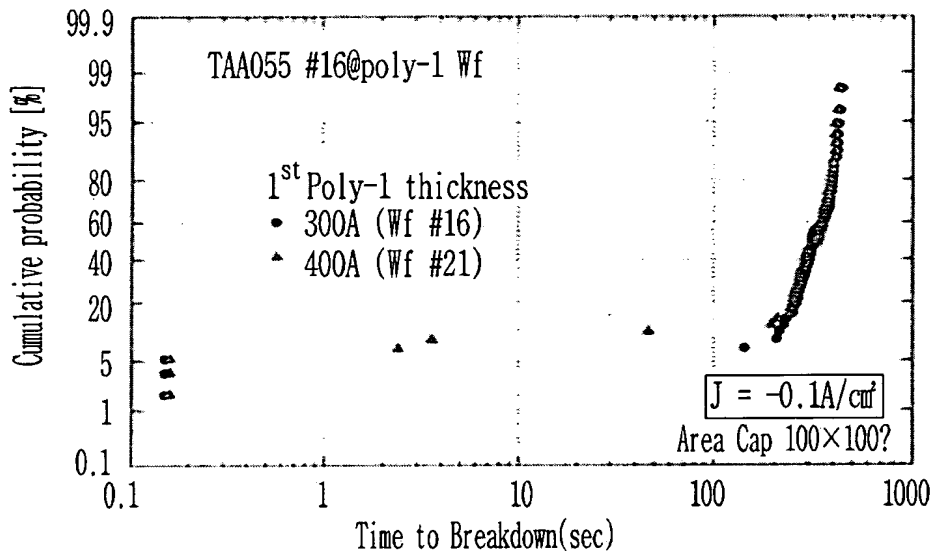 99.9
99
95
80
60
40
20
5
1
0.1
Cumulative probability [%]
TAA055 #16@poly-1 Wf
1st Poly-1 thickness
300A (Wf #16)
400A (Wf #21)
J = -0.1A/cm²
Area Cap 100×100?
0.1
1
10
100
1000
Time to Breakdown(sec)